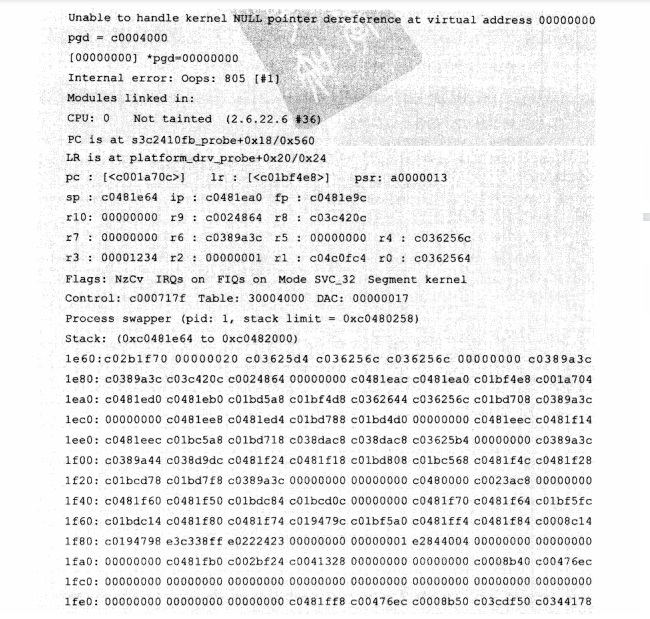 Unable to handle kernel NULL pointer dereference at virtual address 00000000
pgd = c0004000
[00000000] *pgd=00000000
Internal error: Oops: 805 [#1]
Modules linked in:
CPU: 0 Not tainted (2.6.22.6 #36)
PC is at s3c2410fb_probe+0x18/0x560
LR is at platform_drv_probe+0x20/0x24
pc : [<c001a70c>] lr : [<c01bf4e8>] psr: a0000013
sp : c0481e64 ip : c0481ea0 fp : c0481e9c
r10: 00000000 r9 : c0024864 r8 : c03c420c
r7 : 00000000 r6 : c0389a3c r5 : 00000000 r4 : c036256c
r3 : 00001234 r2 : 00000001 r1 : c04c0fc4 r0 : c0362564
Flags: NzCv IRQs on FIQs on Mode SVC_32 Segment kernel
Control: c000717f Table: 30004000 DAC: 00000017
Process swapper (pid: 1, stack limit = 0xc0480258)
Stack: (0xc0481e64 to 0xc0482000)
1e60:c02b1f70 00000020 c03625d4 c036256c c036256c 00000000 c0389a3c
1e80: c0389a3c c03c420c c0024864 00000000 c0481eac c0481ea0 c01bf4e8 c001a704
1ea0: c0481ed0 c0481eb0 c01bd5a8 c01bf4d8 c0362644 c036256c c01bd708 c0389a3c
1ec0: 00000000 c0481ee8 c0481ed4 c01bd788 c01bd4d0 00000000 c0481eec c0481f14
1ee0: c0481eec c01bc5a8 c01bd718 c038dac8 c038dac8 c03625b4 00000000 c0389a3c
1f00: c0389a44 c038d9dc c0481f24 c0481f18 c01bd808 c01bc568 c0481f4c c0481f28
1f20: c01bcd78 c01bd7f8 c0389a3c 00000000 00000000 c0480000 c0023ac8 00000000
1f40: c0481f60 c0481f50 c01bdc84 c01bcd0c 00000000 c0481f70 c0481f64 c01bf5fc
1f60: c01bdc14 c0481f80 c0481f74 c019479c c01bf5a0 c0481ff4 c0481f84 c0008c14
1f80: c0194798 e3c338ff e0222423 00000000 00000001 e2844004 00000000 00000000
1fa0: 00000000 c0481fb0 c002bf24 c0041328 00000000 00000000 c0008b40 c00476ec
1fc0: 00000000 00000000 00000000 00000000 00000000 00000000 00000000 00000000
1fe0: 00000000 00000000 00000000 c0481ff8 c00476ec c0008b50 c03cdf50 c0344178